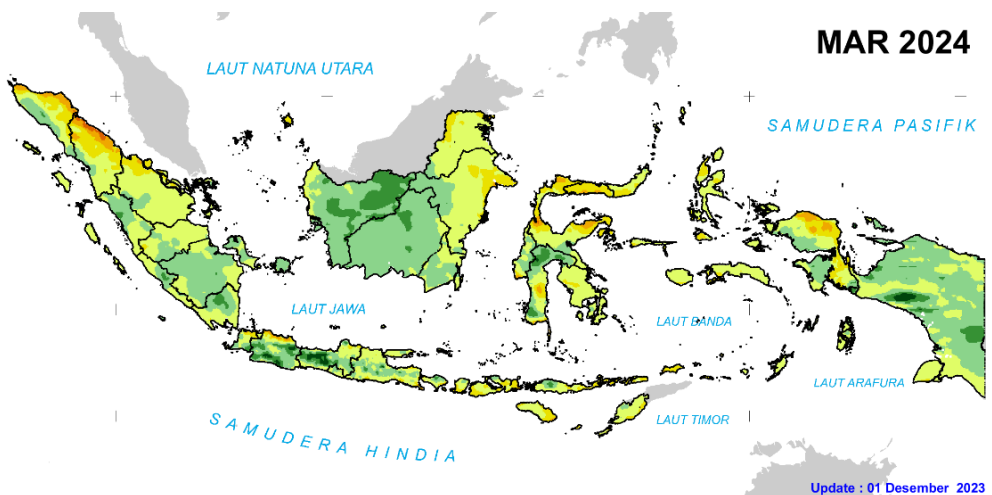 MAR 2024
LAUT NATUNA UTARA
SAMUDERA PASIFIK
LAUT JAWA
LAUT BANDA
LAUT ARAFURA
LAUT TIMOR
SAMUDERA HINDIA
Update : 01 Desember 2023